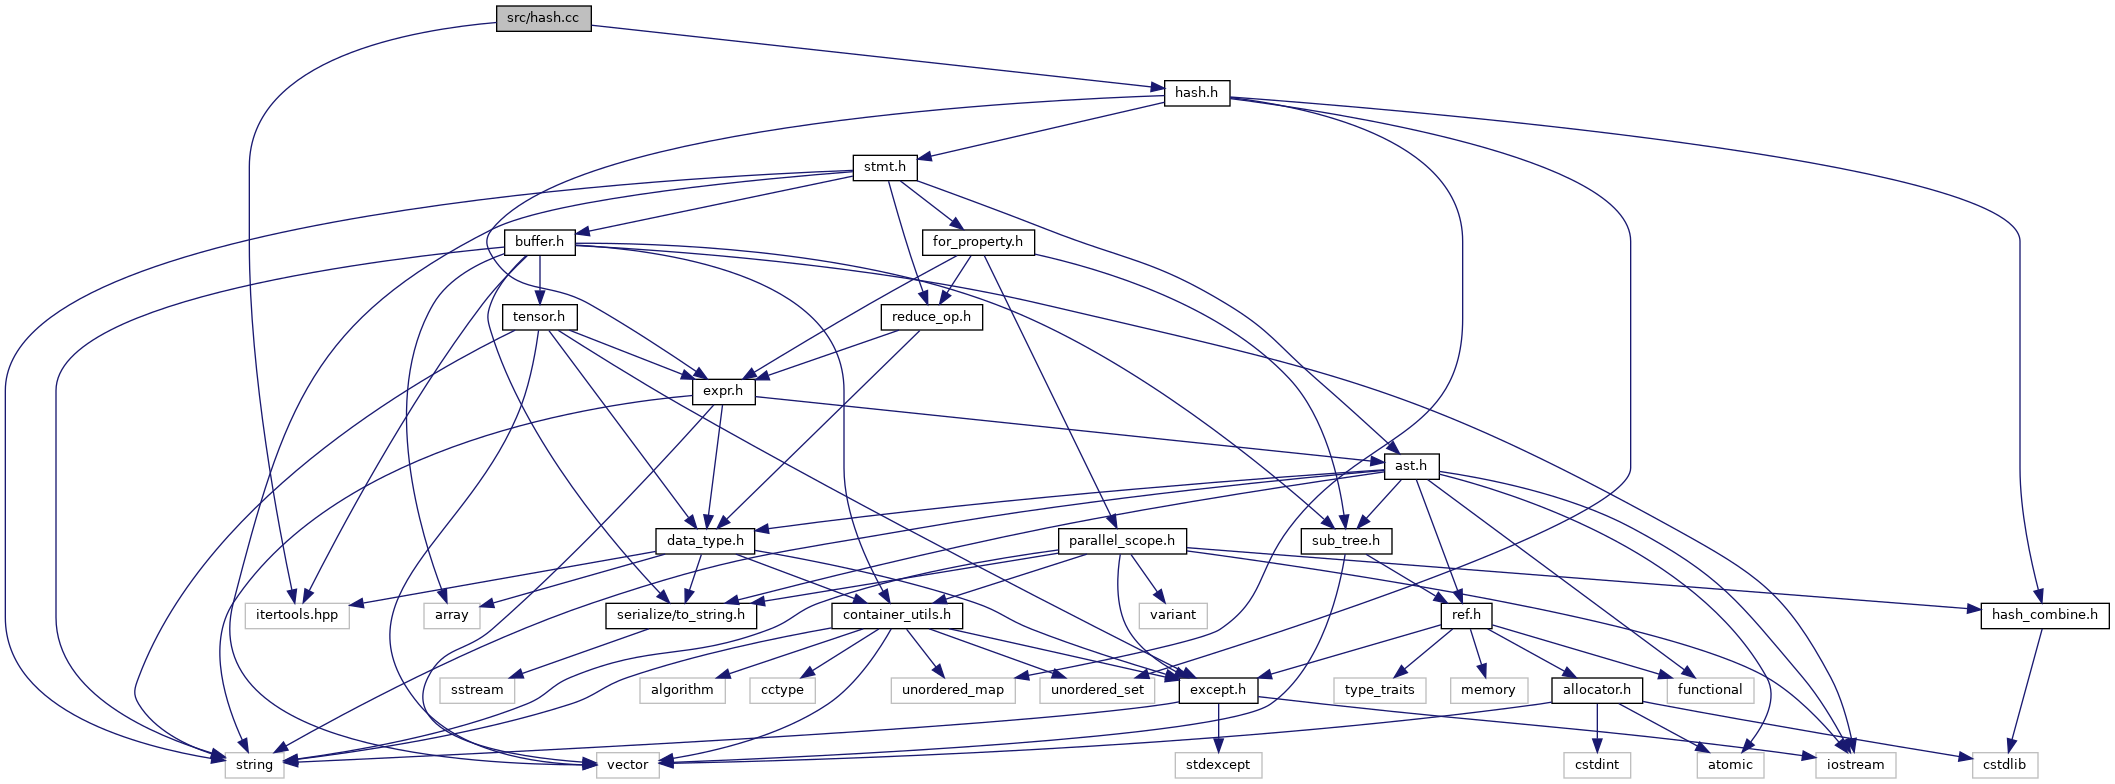 src/hash.cc
hash.h
stmt.h
buffer.h
for_property.h
tensor.h
reduce_op.h
expr.h
ast.h
data_type.h
parallel_scope.h
sub_tree.h
itertools.hpp
array
serialize/to_string.h
container_utils.h
variant
ref.h
hash_combine.h
sstream
algorithm
cctype
unordered_map
unordered_set
except.h
type_traits
memory
allocator.h
functional
string
vector
stdexcept
cstdint
atomic
iostream
cstdlib